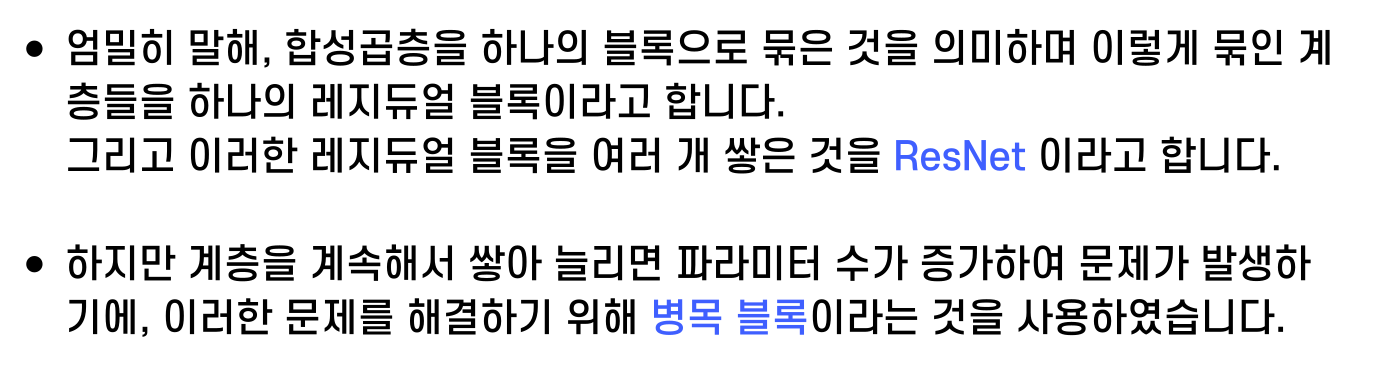 • 엄밀히 말해, 합성곱층을 하나의 블록으로 묶은 것을 의미하며 이렇게 묶인 계
층들을 하나의 레지듀얼 블록이라고 합니다.
그리고 이러한 레지듀얼 블록을 여러 개 쌓은 것을 ResNet 이라고 합니다.
• 하지만 계층을 계속해서 쌓아 늘리면 파라미터 수가 증가하여 문제가 발생하
기에, 이러한 문제를 해결하기 위해 병목 블록이라는 것을 사용하였습니다.